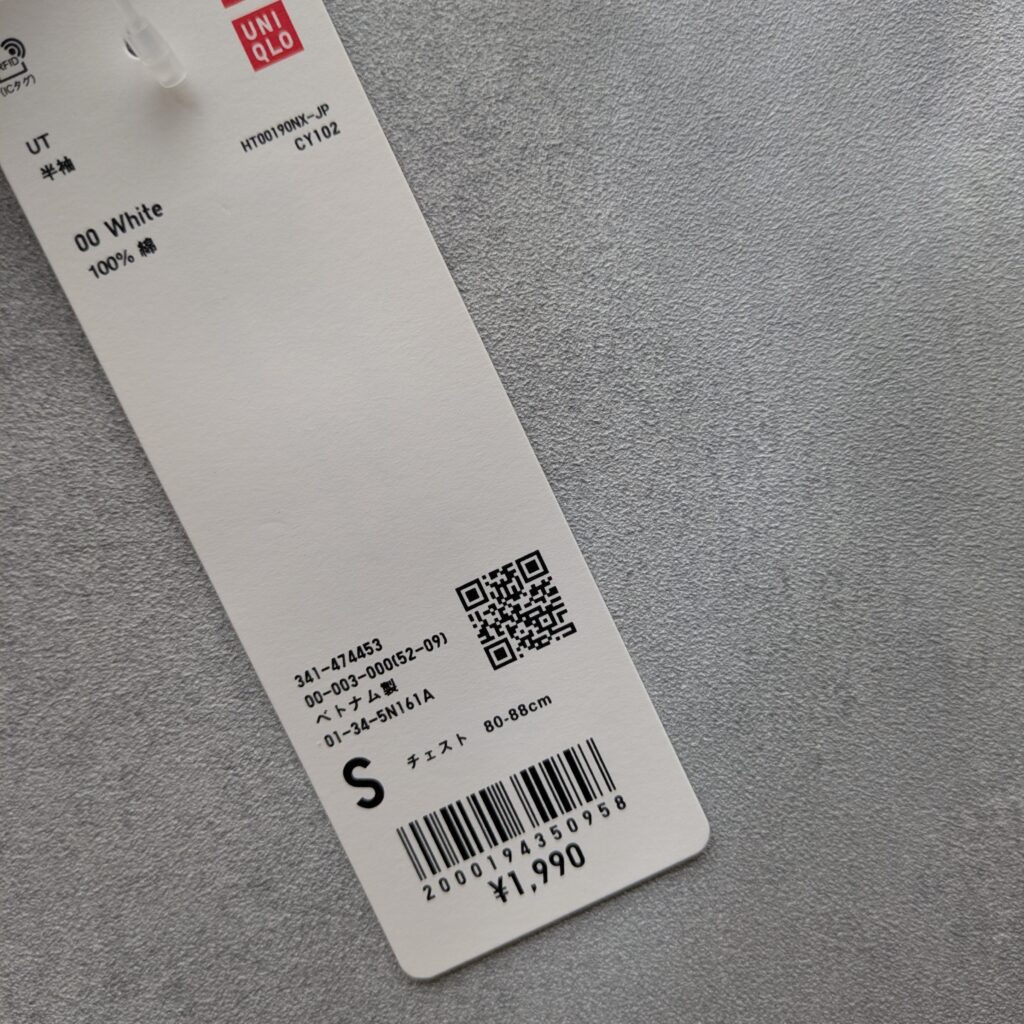 UNI
QLO
RFID
(ICタグ)
UT
半袖
HT00190NX-JP
CY102
00 White
100% 綿
341-474453
00-003-000(52-09)
ベトナム製
01-34-5N161A
S チェスト 80-88cm
2000194350958
¥1,990